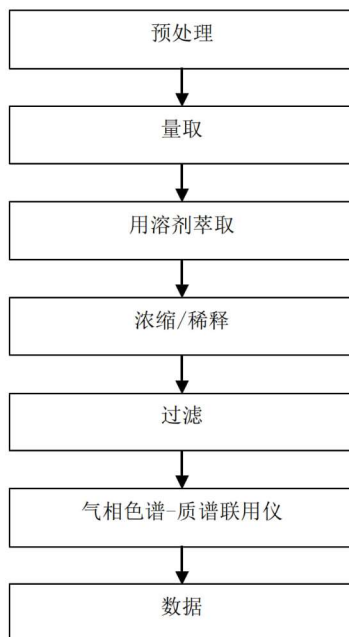 预处理
量取
用溶剂萃取
浓缩/稀释
过滤
气相色谱-质谱联用仪
数据